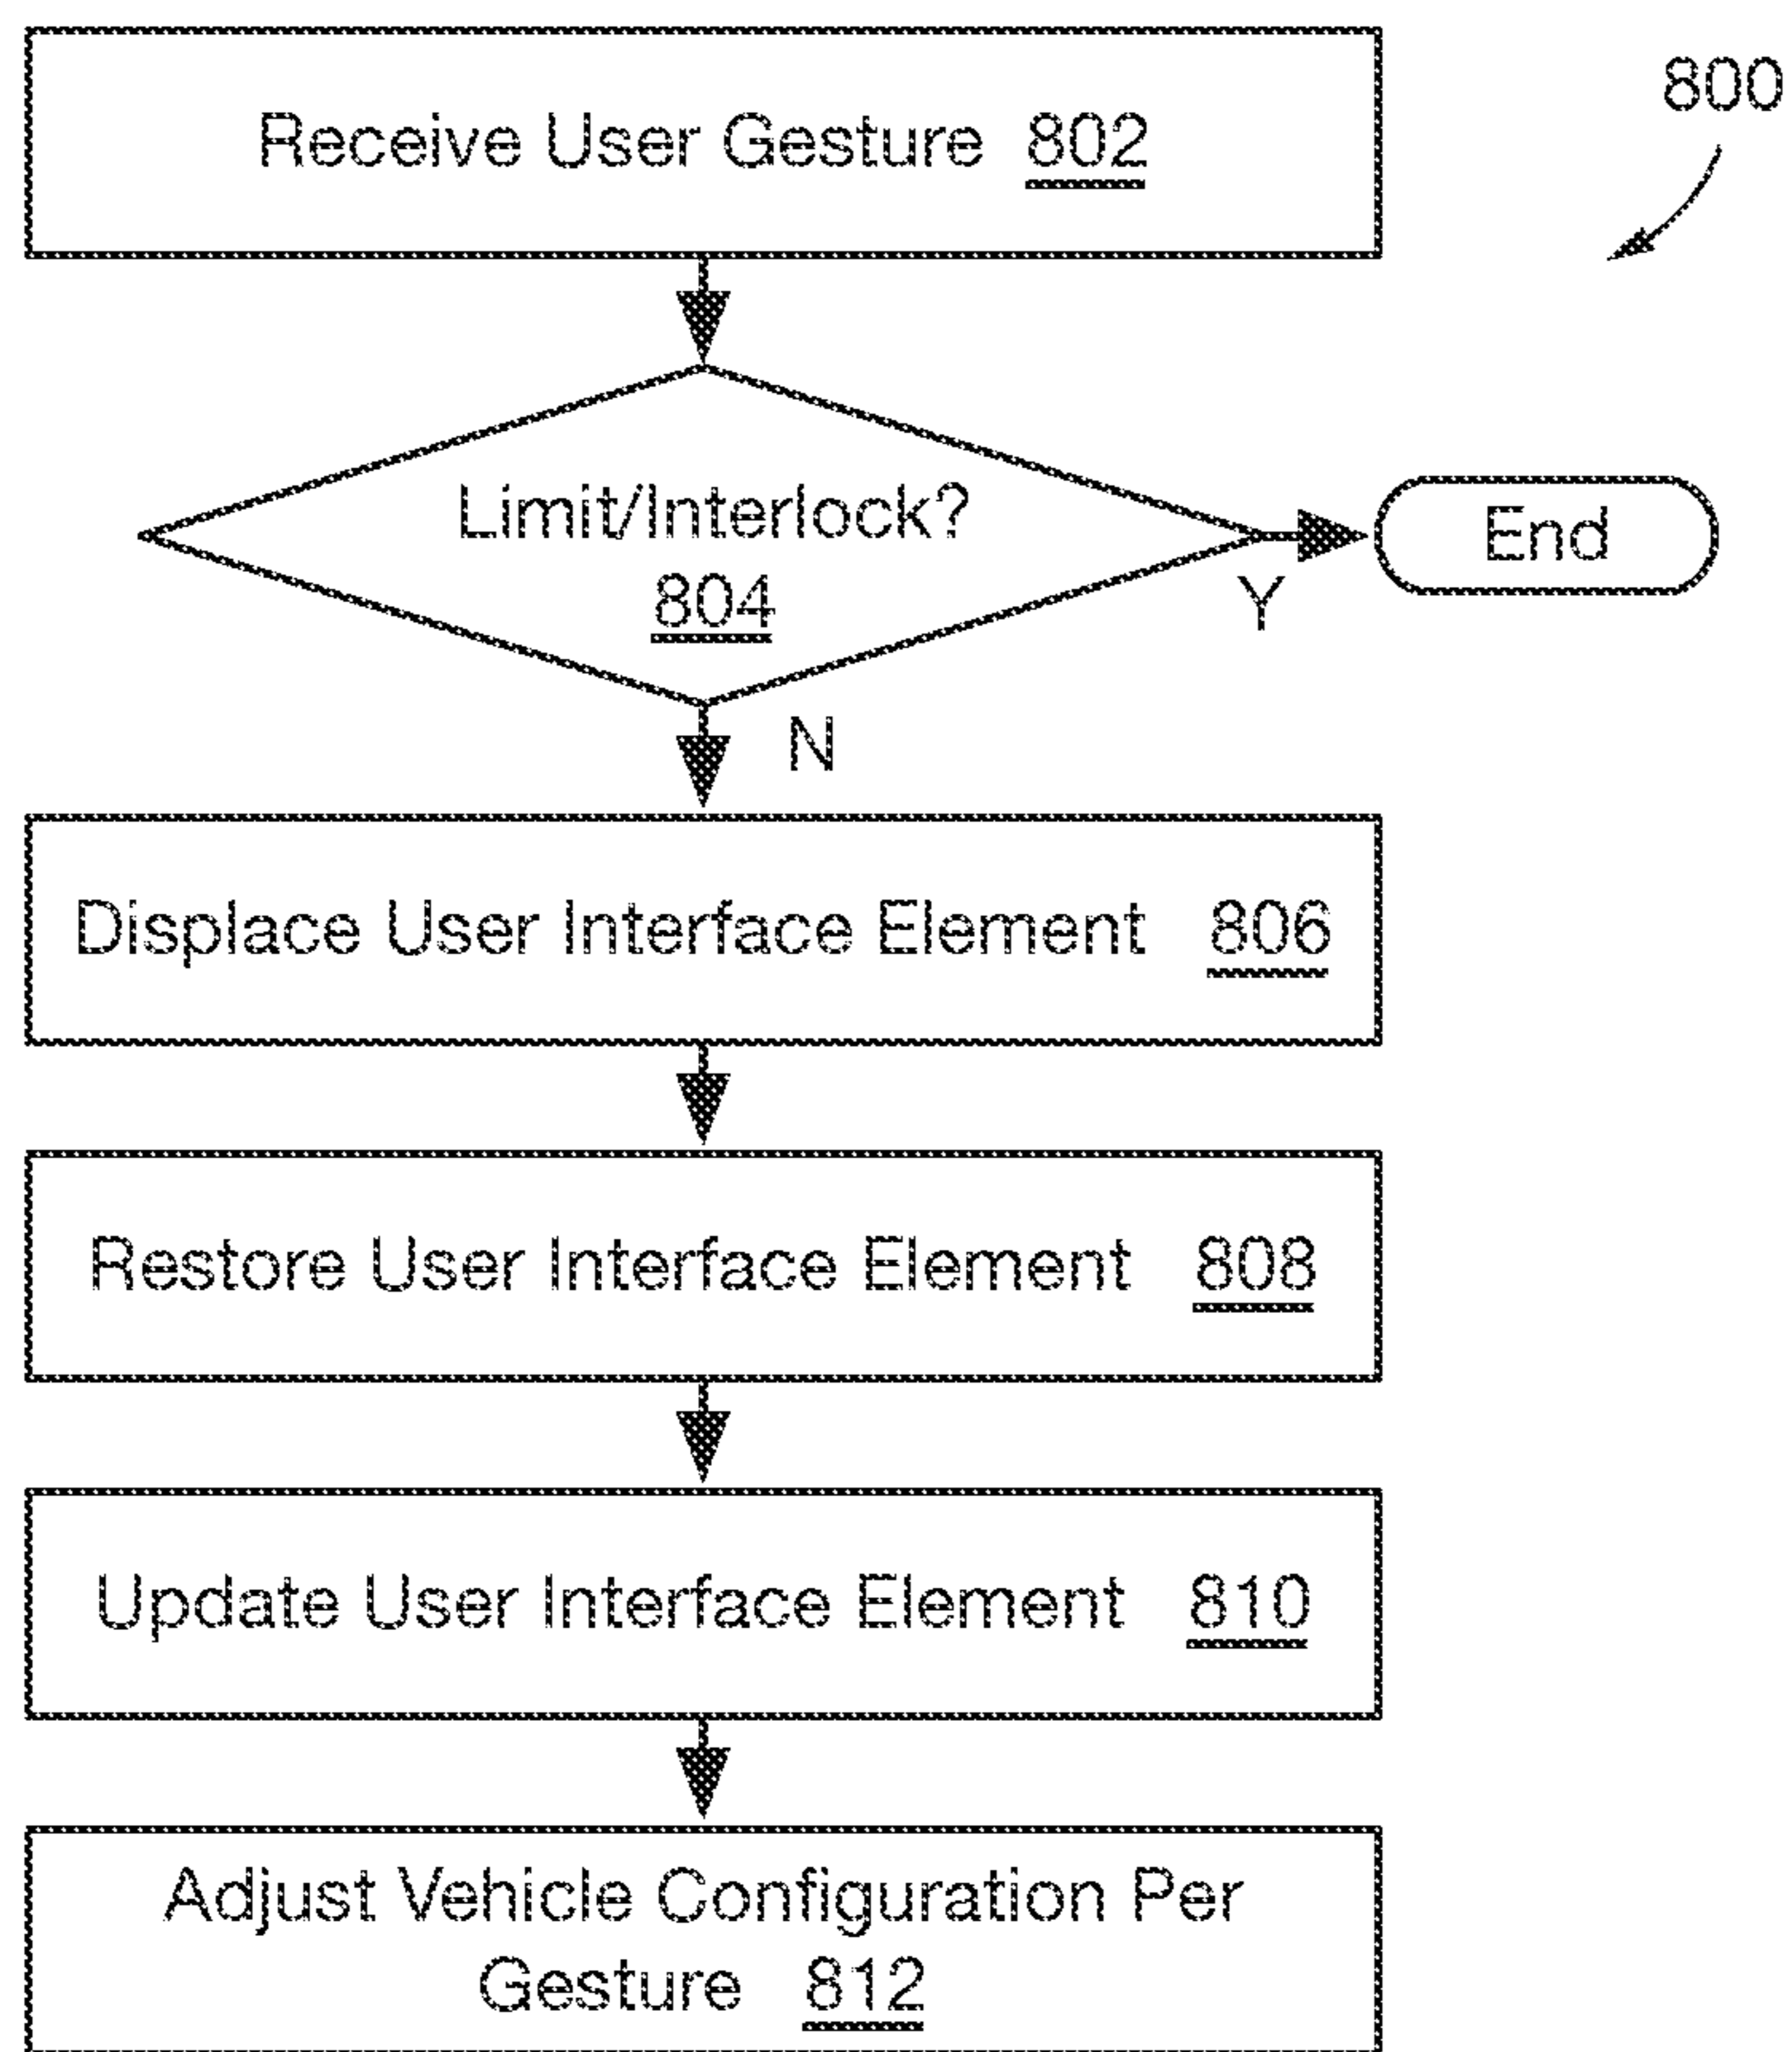 800
Receive User Gesture 802
Limit/Interlock?
804
End
Y
N
Displace User Interface Element 806
Restore User Interface Element 808
Update User Interface Element 810
Adjust Vehicle Configuration Per
Gesture 812